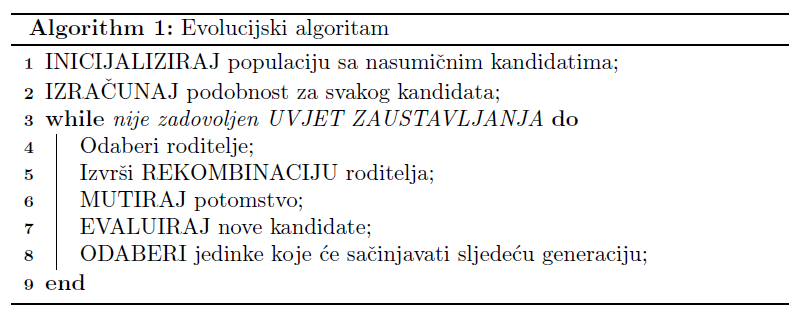 Algorithm 1: Evolucijski algoritam
1 INICIJALIZIRAJ populaciju sa nasumičnim kandidatima;
2 IZRAČUNAJ podobnost za svakog kandidata;
3 while nije zadovoljen UVJET ZAUSTAVLJANJA do
4 Odaberi roditelje;
5 Izvrši REKOMBINACIJU roditelja;
6 MUTIRAJ potomstvo;
7 EVALUIRAJ nove kandidate;
8 ODABERI jedinke koje će sačinjavati sljedeću generaciju;
9 end